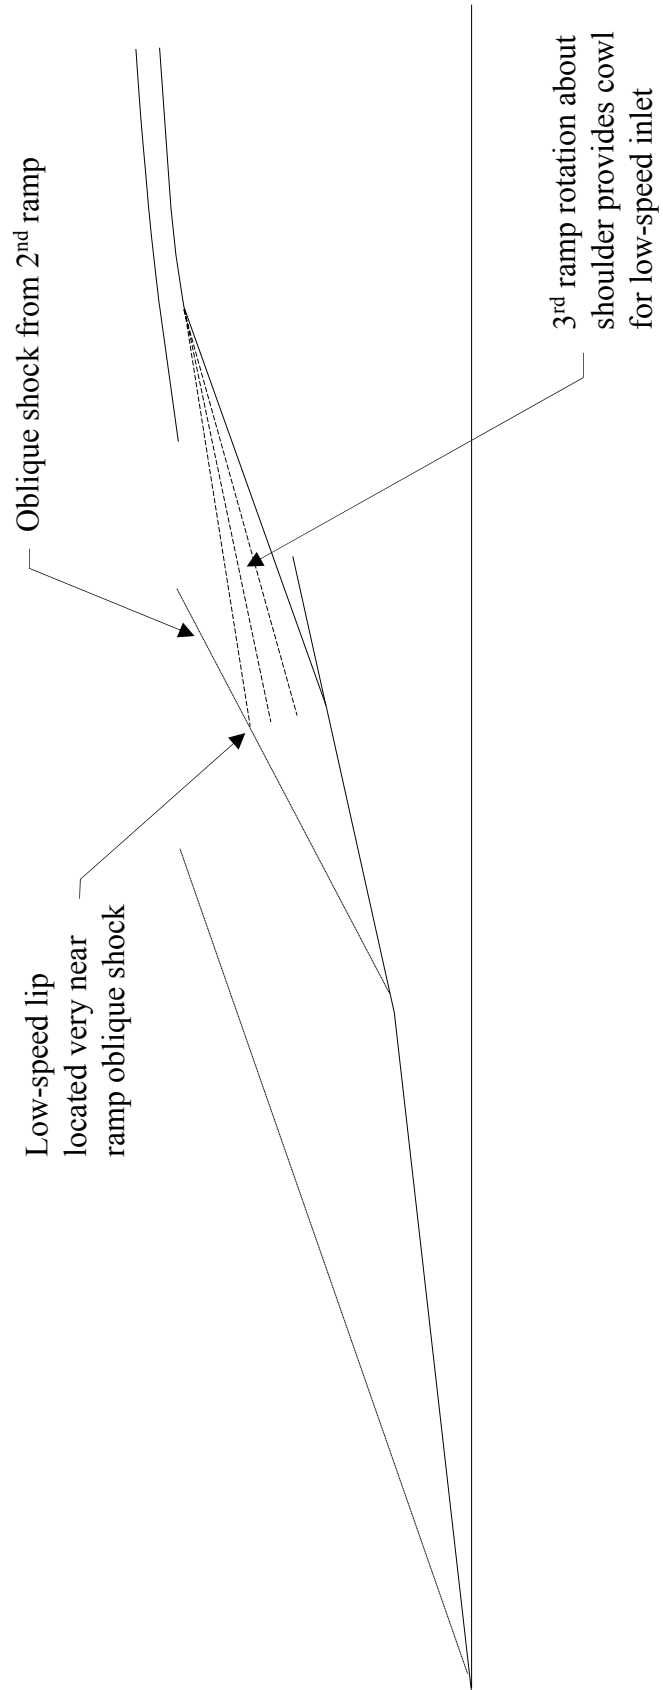 Low-speed lip
located very near
ramp oblique shock
Oblique shock from 2nd ramp
3rd ramp rotation about
shoulder provides cowl
for low-speed inlet